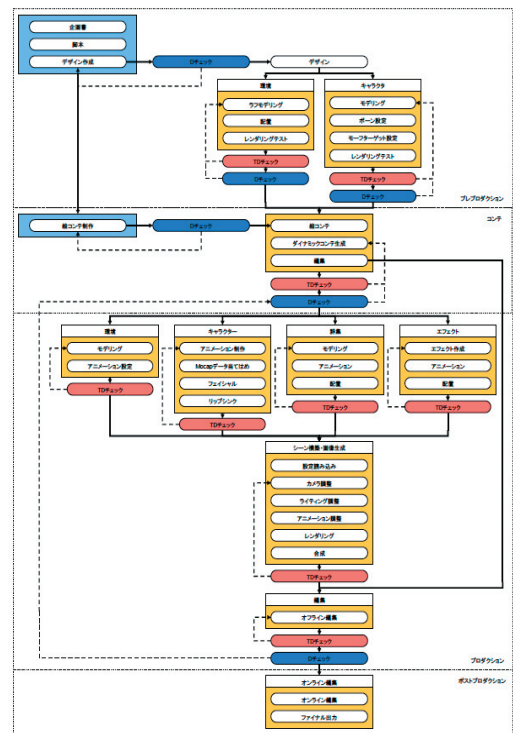 企画書
脚本
デザイン作成
Dチェック
デザイン
環境
キャラクタ
ラフモデリング
配置
レンダリングテスト
TDチェック
Dチェック
モデリング
ボーン設定
モーフターゲット設定
レンダリングテスト
TDチェック
Dチェック
プレプロダクション
コンテ
絵コンテ制作
Dチェック
絵コンテ
ダイナミックコンテ生成
編集
TDチェック
Dチェック
環境
キャラクター
群集
エフェクト
モデリング
アニメーション設定
TDチェック
アニメーション制作
Mocapデータ当てはめ
フェイシャル
リップシンク
TDチェック
モデリング
アニメーション
配置
TDチェック
エフェクト作成
アニメーション
配置
TDチェック
シーン構築・画像生成
設定読み込み
カメラ調整
ライティング調整
アニメーション調整
レンダリング
合成
TDチェック
編集
オフライン編集
TDチェック
Dチェック
プロダクション
ポストプロダクション
オンライン編集
オンライン編集
ファイナル出力